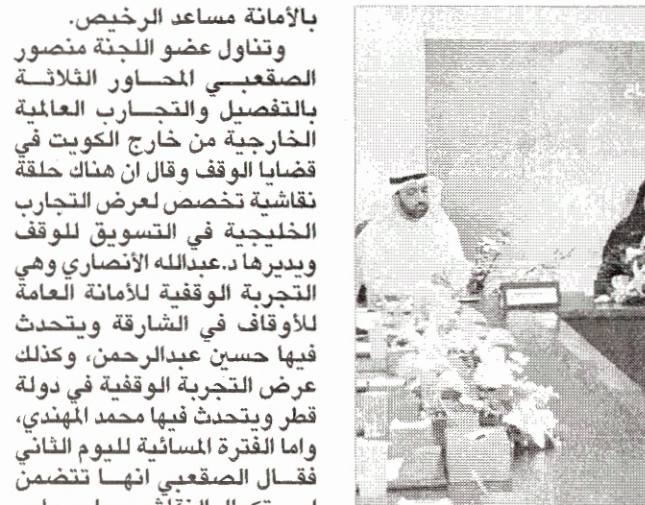 بالأمانة مساعد الرخيص.
وتناول عضو اللجنة منصور
الصقعبي المحاور الثلاثة
بالتفصيل والتجارب العالمية
الخارجية من خارج الكويت في
قضايا الوقف وقال ان هناك حلقة
نقاشية تخصص لعرض التجارب
الخليجية في التسويق للوقف
ويديرها د.عبدالله الأنصاري وهي
التجربة الوقفية للأمانة العامة
للأوقاف في الشارقة ويتحدث
فيها حسين عبدالرحمن، وكذلك
عرض التجربة الوقفية في دولة
قطر ويتحدث فيها محمد المهندي،
واما الفترة المسائية لليوم الثاني
فقال الصقعبي انها تتضمن